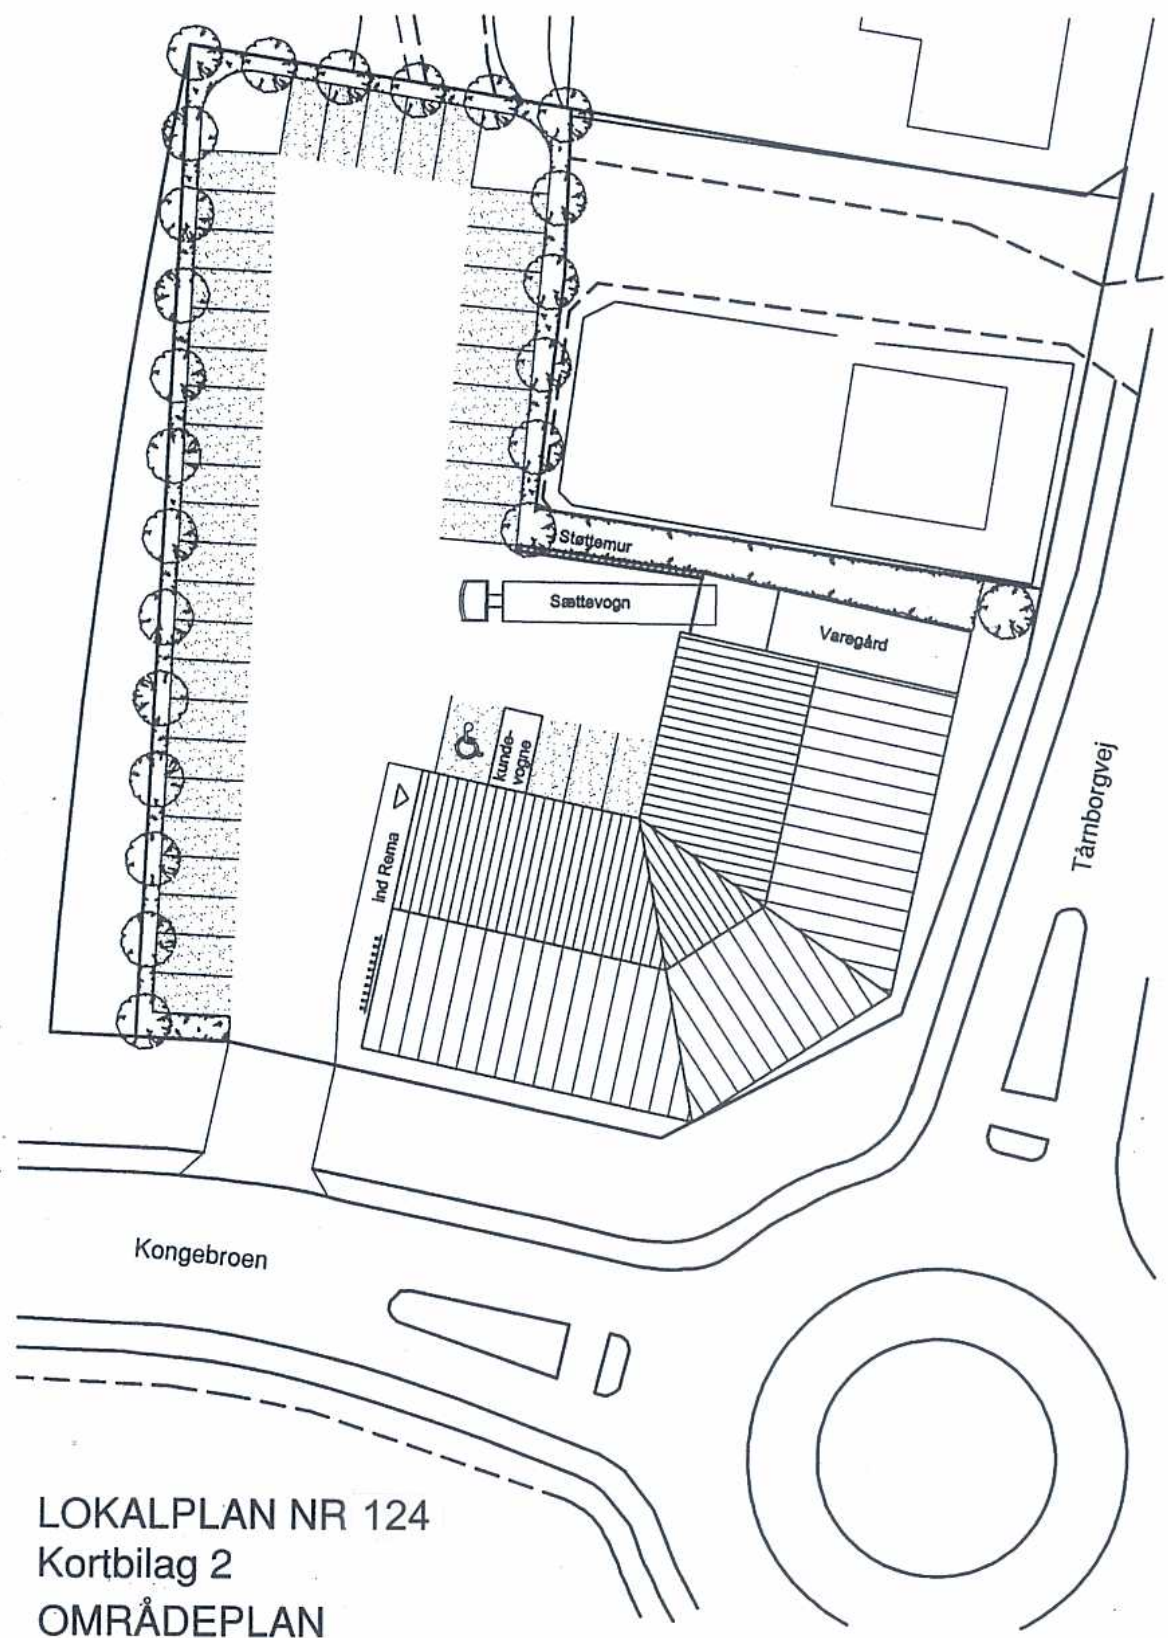 Støttemur
Sættevogn
Varegård
kunde-
vogne
Ind Rema
Tårnborgvej
Kongebroen
LOKALPLAN NR 124
Kortbilag 2
OMRÅDEPLAN